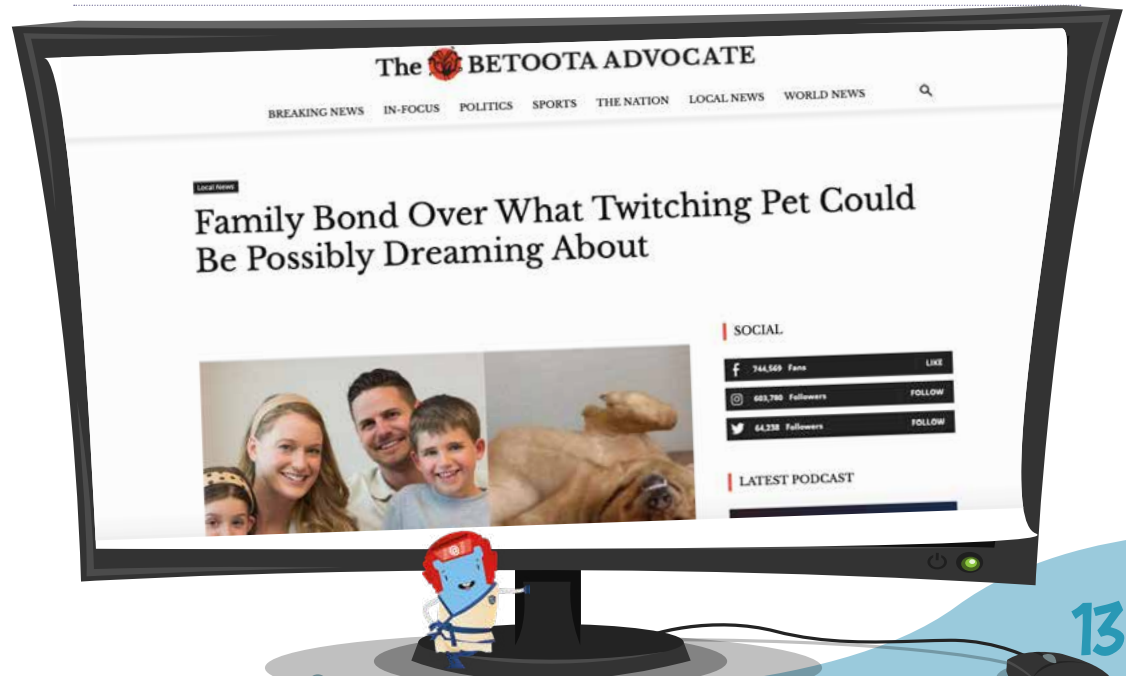 The BETOOTA ADVOCATE
BREAKING NEWS IN-FOCUS POLITICS SPORTS THE NATION LOCAL NEWS WORLD NEWS
Local News
Family Bond Over What Twitching Pet Could
Be Possibly Dreaming About
SOCIAL
744,569 Fans LIKE
603,780 Followers FOLLOW
64,238 Followers FOLLOW
LATEST PODCAST
13